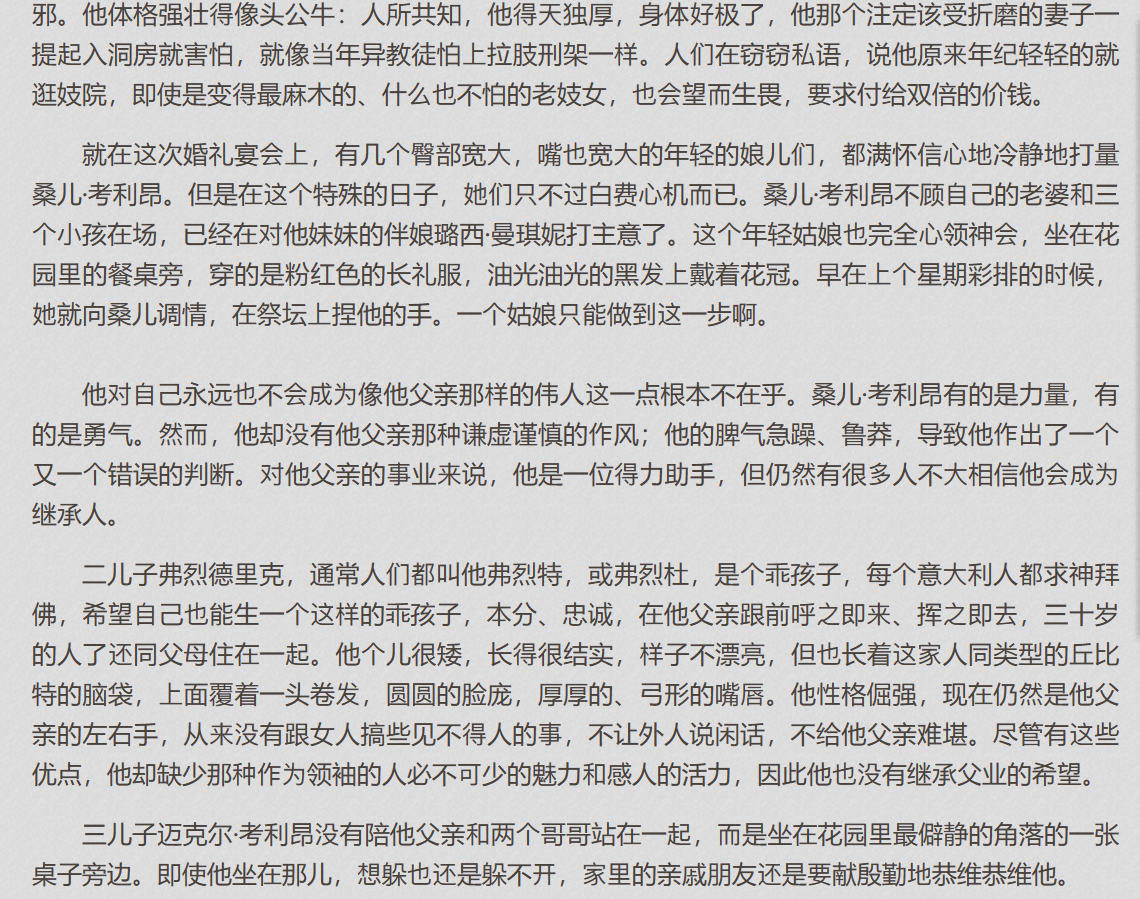 邪。他体格强壮得像头公牛：人所共知，他得天独厚，身体好极了，他那个注定该受折磨的妻子一
提起入洞房就害怕，就像当年异教徒怕上拉肢刑架一样。人们在窃窃私语，说他原来年纪轻轻的就
逛妓院，即使是变得最麻木的、什么也不怕的老妓女，也会望而生畏，要求付给双倍的价钱。
就在这次婚礼宴会上，有几个臀部宽大，嘴也宽大的年轻的娘儿们，都满怀信心地冷静地打量
桑儿·考利昂。但是在这个特殊的日子，她们只不过白费心机而已。桑儿·考利昂不顾自己的老婆和三
个小孩在场，已经在对他妹妹的伴娘璐西·曼琪妮打主意了。这个年轻姑娘也完全心领神会，坐在花
园里的餐桌旁，穿的是粉红色的长礼服，油光油光的黑发上戴着花冠。早在上个星期彩排的时候，
她就向桑儿调情，在祭坛上捏他的手。一个姑娘只能做到这一步啊。
他对自己永远也不会成为像他父亲那样的伟人这一点根本不在乎。桑儿·考利昂有的是力量，有
的是勇气。然而，他却没有他父亲那种谦虚谨慎的作风；他的脾气急躁、鲁莽，导致他作出了一个
又一个错误的判断。对他父亲的事业来说，他是一位得力助手，但仍然有很多人不大相信他会成为
继承人。
二儿子弗烈德里克，通常人们都叫他弗烈特，或弗烈杜，是个乖孩子，每个意大利人都求神拜
佛，希望自己也能生一个这样的乖孩子，本分、忠诚，在他父亲跟前呼之即来、挥之即去，三十岁
的人了还同父母住在一起。他个儿很矮，长得很结实，样子不漂亮，但也长着这家人同类型的丘比
特的脑袋，上面覆着一头卷发，圆圆的脸庞，厚厚的、弓形的嘴唇。他性格倔强，现在仍然是他父
亲的左右手，从来没有跟女人搞些见不得人的事，不让外人说闲话，不给他父亲难堪。尽管有这些
优点，他却缺少那种作为领袖的人必不可少的魅力和感人的活力，因此他也没有继承父业的希望。
三儿子迈克尔·考利昂没有陪他父亲和两个哥哥站在一起，而是坐在花园里最僻静的角落的一张
桌子旁边。即使他坐在那儿，想躲也还是躲不开，家里的亲戚朋友还是要献殷勤地恭维恭维他。